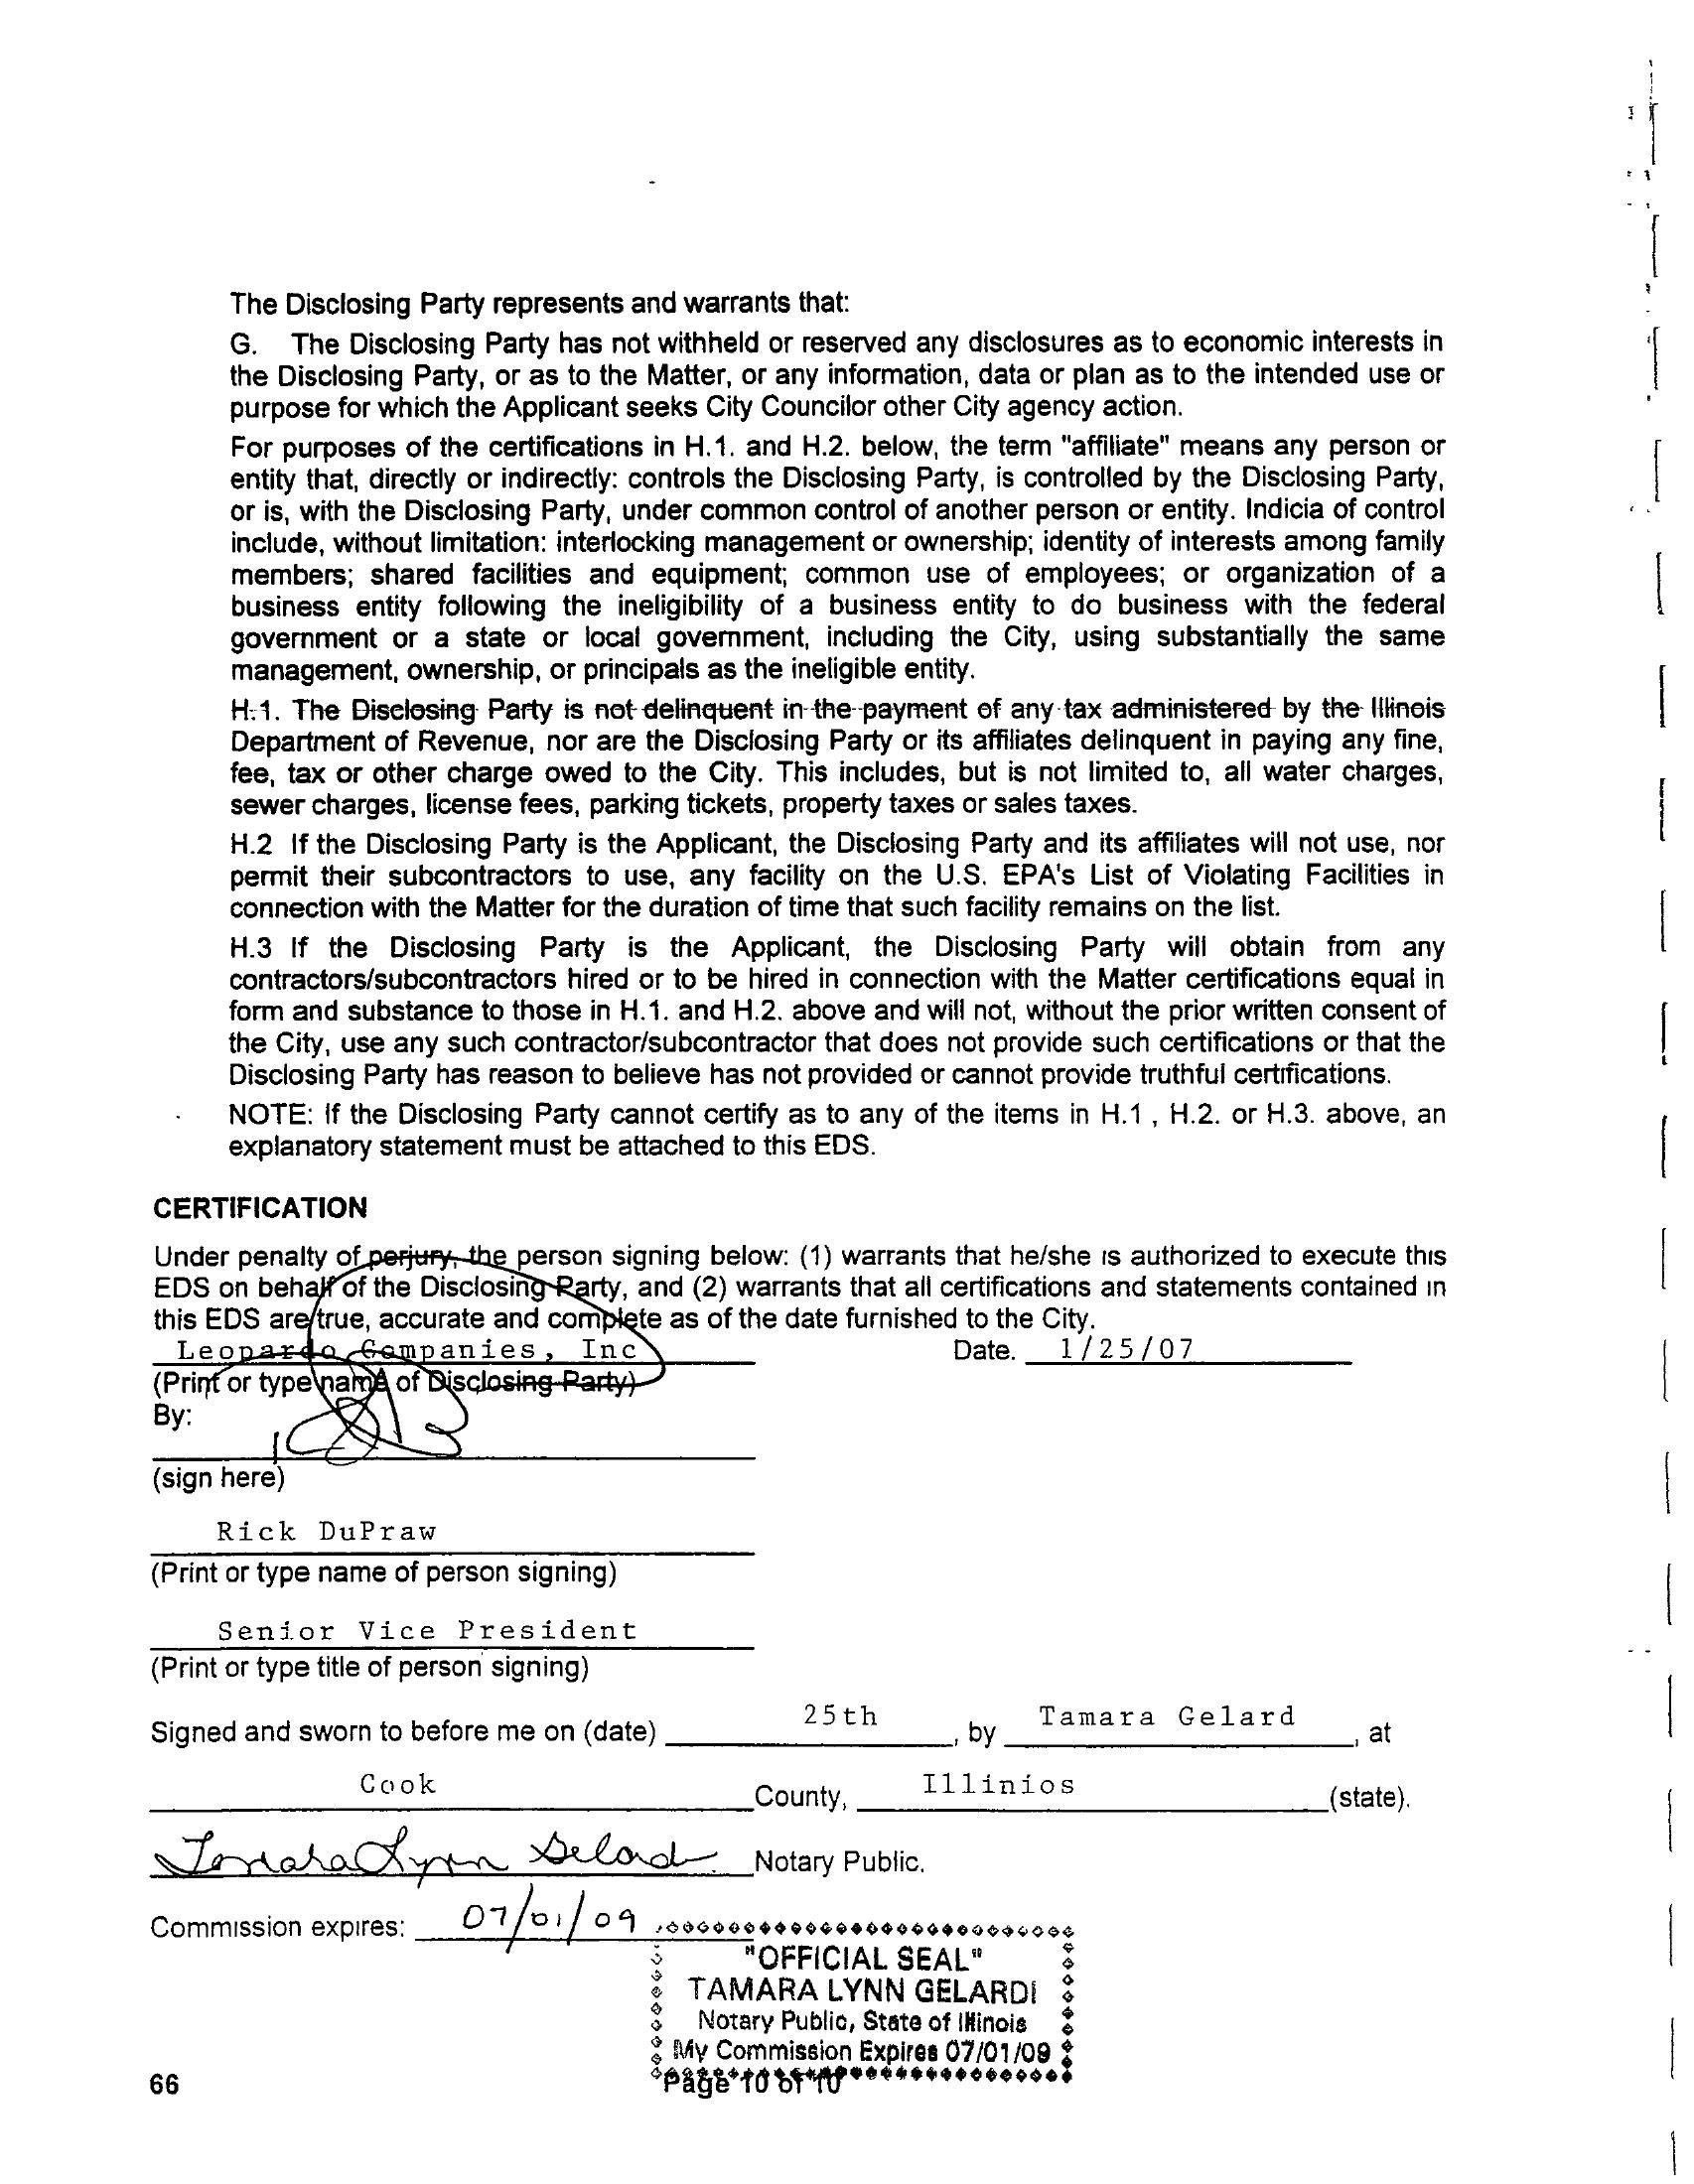 The Disclosing Party represents and warrants that:
G. The Disclosing Party has not withheld or reserved any disclosures as to economic interests in
the Disclosing Party, or as to the Matter, or any information, data or plan as to the intended use or
purpose for which the Applicant seeks City Councilor other City agency action.
For purposes of the certifications in H.1. and H.2. below, the term "affiliate" means any person or
entity that, directly or indirectly: controls the Disclosing Party, is controlled by the Disclosing Party,
or is, with the Disclosing Party, under common control of another person or entity. Indicia of control
include, without limitation: interlocking management or ownership; identity of interests among family
members; shared facilities and equipment; common use of employees; or organization of a
business entity following the ineligibility of a business entity to do business with the federal
government or a state or local government, including the City, using substantially the same
management, ownership, or principals as the ineligible entity.
H.1. The Disclosing Party is not delinquent in the payment of any tax administered by the Illinois
Department of Revenue, nor are the Disclosing Party or its affiliates delinquent in paying any fine,
fee, tax or other charge owed to the City. This includes, but is not limited to, all water charges,
sewer charges, license fees, parking tickets, property taxes or sales taxes.
H.2 If the Disclosing Party is the Applicant, the Disclosing Party and its affiliates will not use, nor
permit their subcontractors to use, any facility on the U.S. EPA's List of Violating Facilities in
connection with the Matter for the duration of time that such facility remains on the list.
H.3 If the Disclosing Party is the Applicant, the Disclosing Party will obtain from any
contractors/subcontractors hired or to be hired in connection with the Matter certifications equal in
form and substance to those in H.1. and H.2. above and will not, without the prior written consent of
the City, use any such contractor/subcontractor that does not provide such certifications or that the
Disclosing Party has reason to believe has not provided or cannot provide truthful certifications.
NOTE: If the Disclosing Party cannot certify as to any of the items in H.1 , H.2. or H.3. above, an
explanatory statement must be attached to this EDS.
CERTIFICATION
Under penalty of perjury, the person signing below: (1) warrants that he/she is authorized to execute this
EDS on behalf of the Disclosing Party, and (2) warrants that all certifications and statements contained in
this EDS are true, accurate and complete as of the date furnished to the City.
Leopardo Companies, Inc Date. 1/25/07
(Print or type name of Disclosing Party)
By:
(sign here)
Rick DuPraw
(Print or type name of person signing)
Senior Vice President
(Print or type title of person signing)
Signed and sworn to before me on (date) 25th, by Tamara Gelard, at
Cook County, Illinios (state).
Tamara Lynn Gelard Notary Public.
Commission expires: 07/01/09
"OFFICIAL SEAL"
TAMARA LYNN GELARDI
Notary Public, State of Illinois
My Commission Expires 07/01/09
66 Page 10 of 10